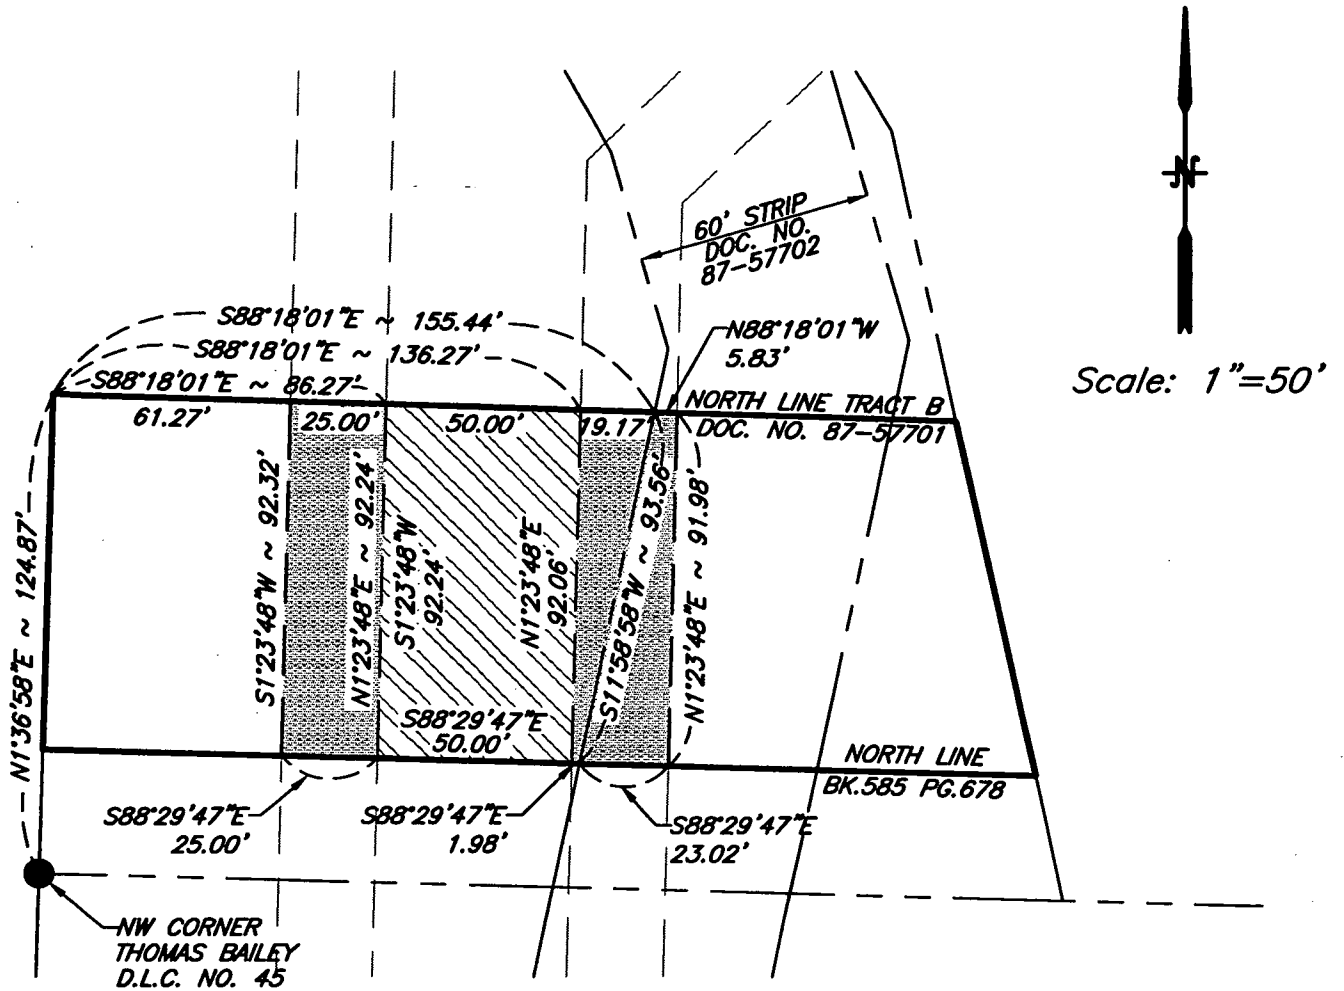 60' STRIP
DOC. NO.
87-57702
N
Scale: 1"=50'
S88°18'01"E ~ 155.44'
S88°18'01"E ~ 136.27'
S88°18'01"E ~ 86.27'
N88°18'01"W
5.83'
61.27'
25.00'
50.00'
19.17'
NORTH LINE TRACT B
DOC. NO. 87-57701
N1°36'58"E ~ 124.87'
S1°23'48"W ~ 92.32'
N1°23'48"E ~ 92.24'
S1°23'48"W
92.24'
N1°23'48"E
92.06'
S11°58'58"W ~ 93.56'
N1°23'48"E ~ 91.98'
S88°29'47"E
50.00'
NORTH LINE
BK.585 PG.678
S88°29'47"E
25.00'
S88°29'47"E
1.98'
S88°29'47"E
23.02'
NW CORNER
THOMAS BAILEY
D.L.C. NO. 45